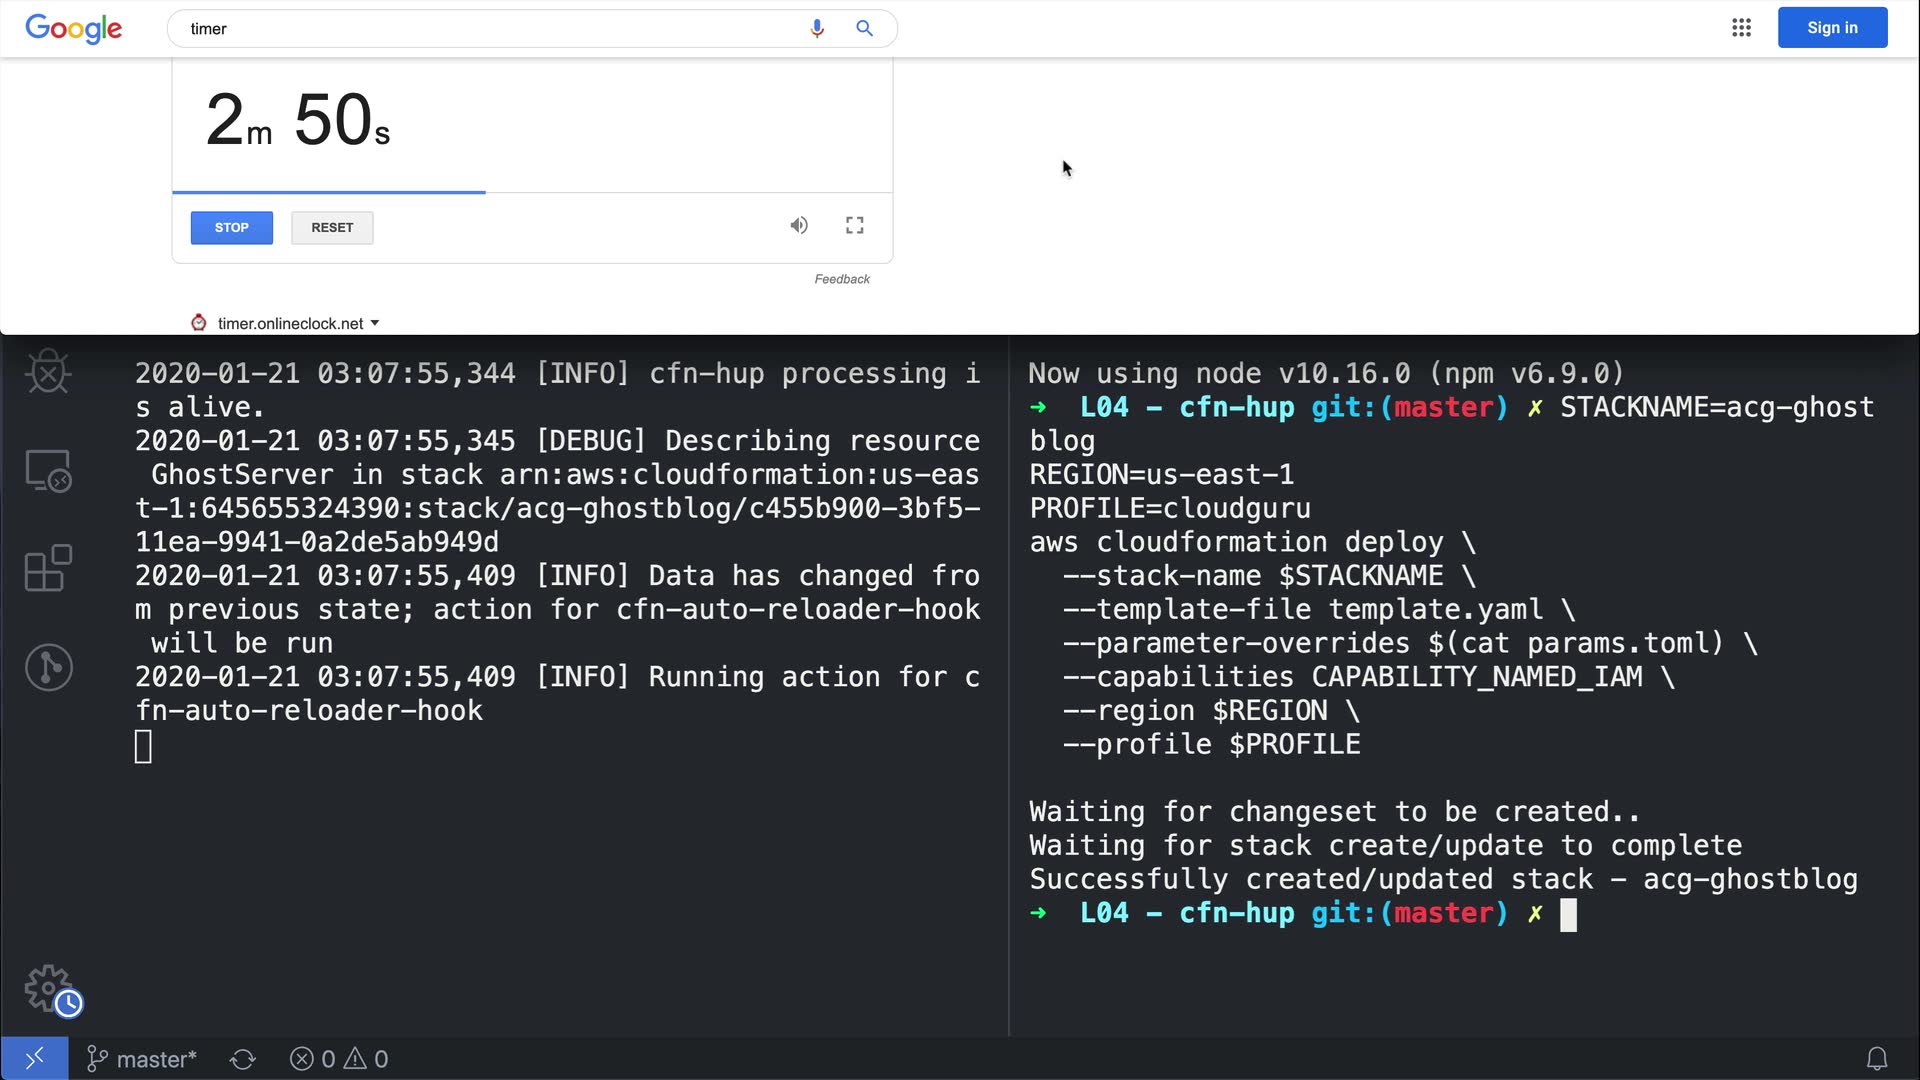 Google
timer
Sign in
2m 50s
STOP
RESET
Feedback
timer.onlineclock.net
2020-01-21 03:07:55,344 [INFO] cfn-hup processing i
s alive.
2020-01-21 03:07:55,345 [DEBUG] Describing resource
GhostServer in stack arn:aws:cloudformation:us-eas
t-1:645655324390:stack/acg-ghostblog/c455b900-3bf5-
11ea-9941-0a2de5ab949d
2020-01-21 03:07:55,409 [INFO] Data has changed fro
m previous state; action for cfn-auto-reloader-hook
will be run
2020-01-21 03:07:55,409 [INFO] Running action for c
fn-auto-reloader-hook
Now using node v10.16.0 (npm v6.9.0)
➜ L04 - cfn-hup git:(master) ✗ STACKNAME=acg-ghost
blog
REGION=us-east-1
PROFILE=cloudguru
aws cloudformation deploy \
--stack-name $STACKNAME \
--template-file template.yaml \
--parameter-overrides $(cat params.toml) \
--capabilities CAPABILITY_NAMED_IAM \
--region $REGION \
--profile $PROFILE
Waiting for changeset to be created..
Waiting for stack create/update to complete
Successfully created/updated stack - acg-ghostblog
➜ L04 - cfn-hup git:(master) ✗
master* 0 0